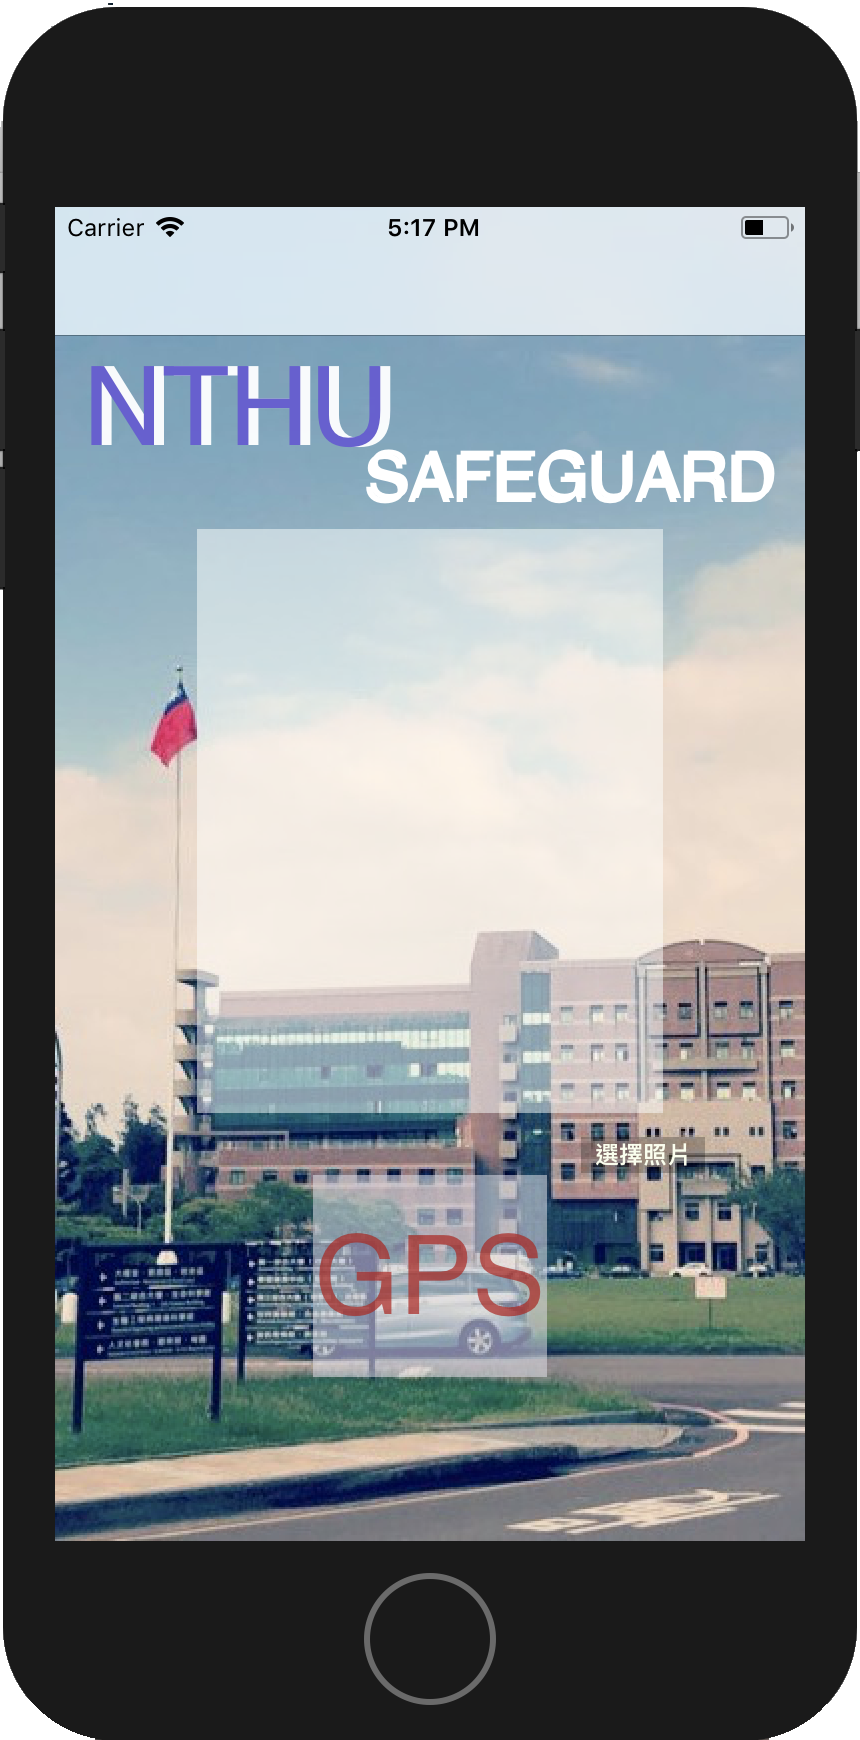 Carrier 5:17 PM
NTHU
SAFEGUARD
選擇照片
GPS